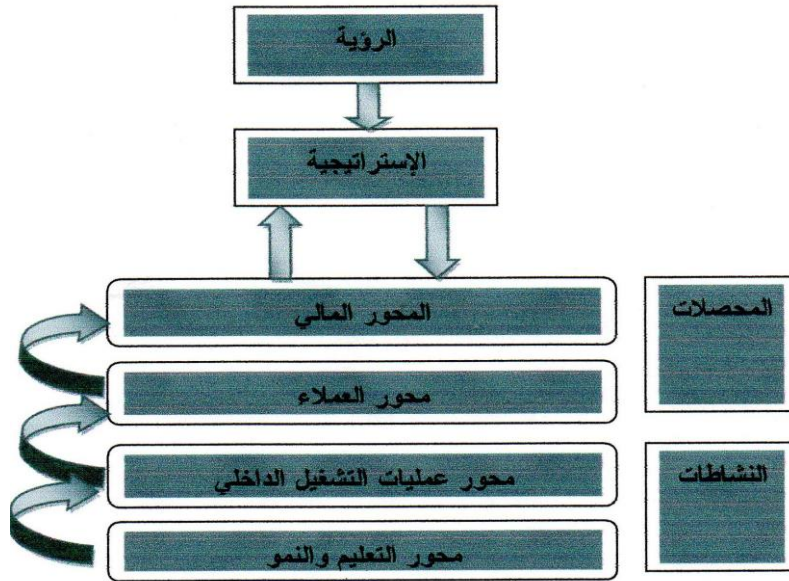 الرؤية
الإستراتيجية
المحور المالي
المحصلات
محور العملاء
محور عمليات التشغيل الداخلي
النشاطات
محور التعليم والنمو